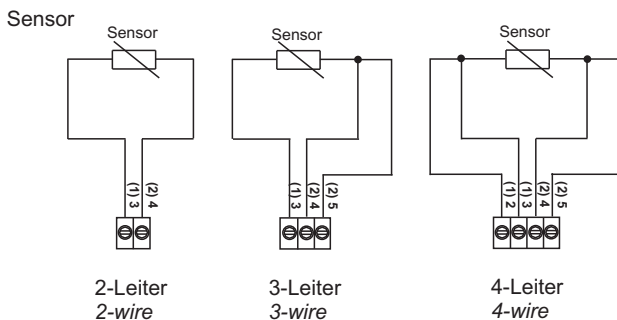 Sensor
Sensor
Sensor
Sensor
(1) 3
(2) 4
(1) 3
(2) 4
(2) 5
(1) 2
(1) 3
(2) 4
(2) 5
2-Leiter
2-wire
3-Leiter
3-wire
4-Leiter
4-wire